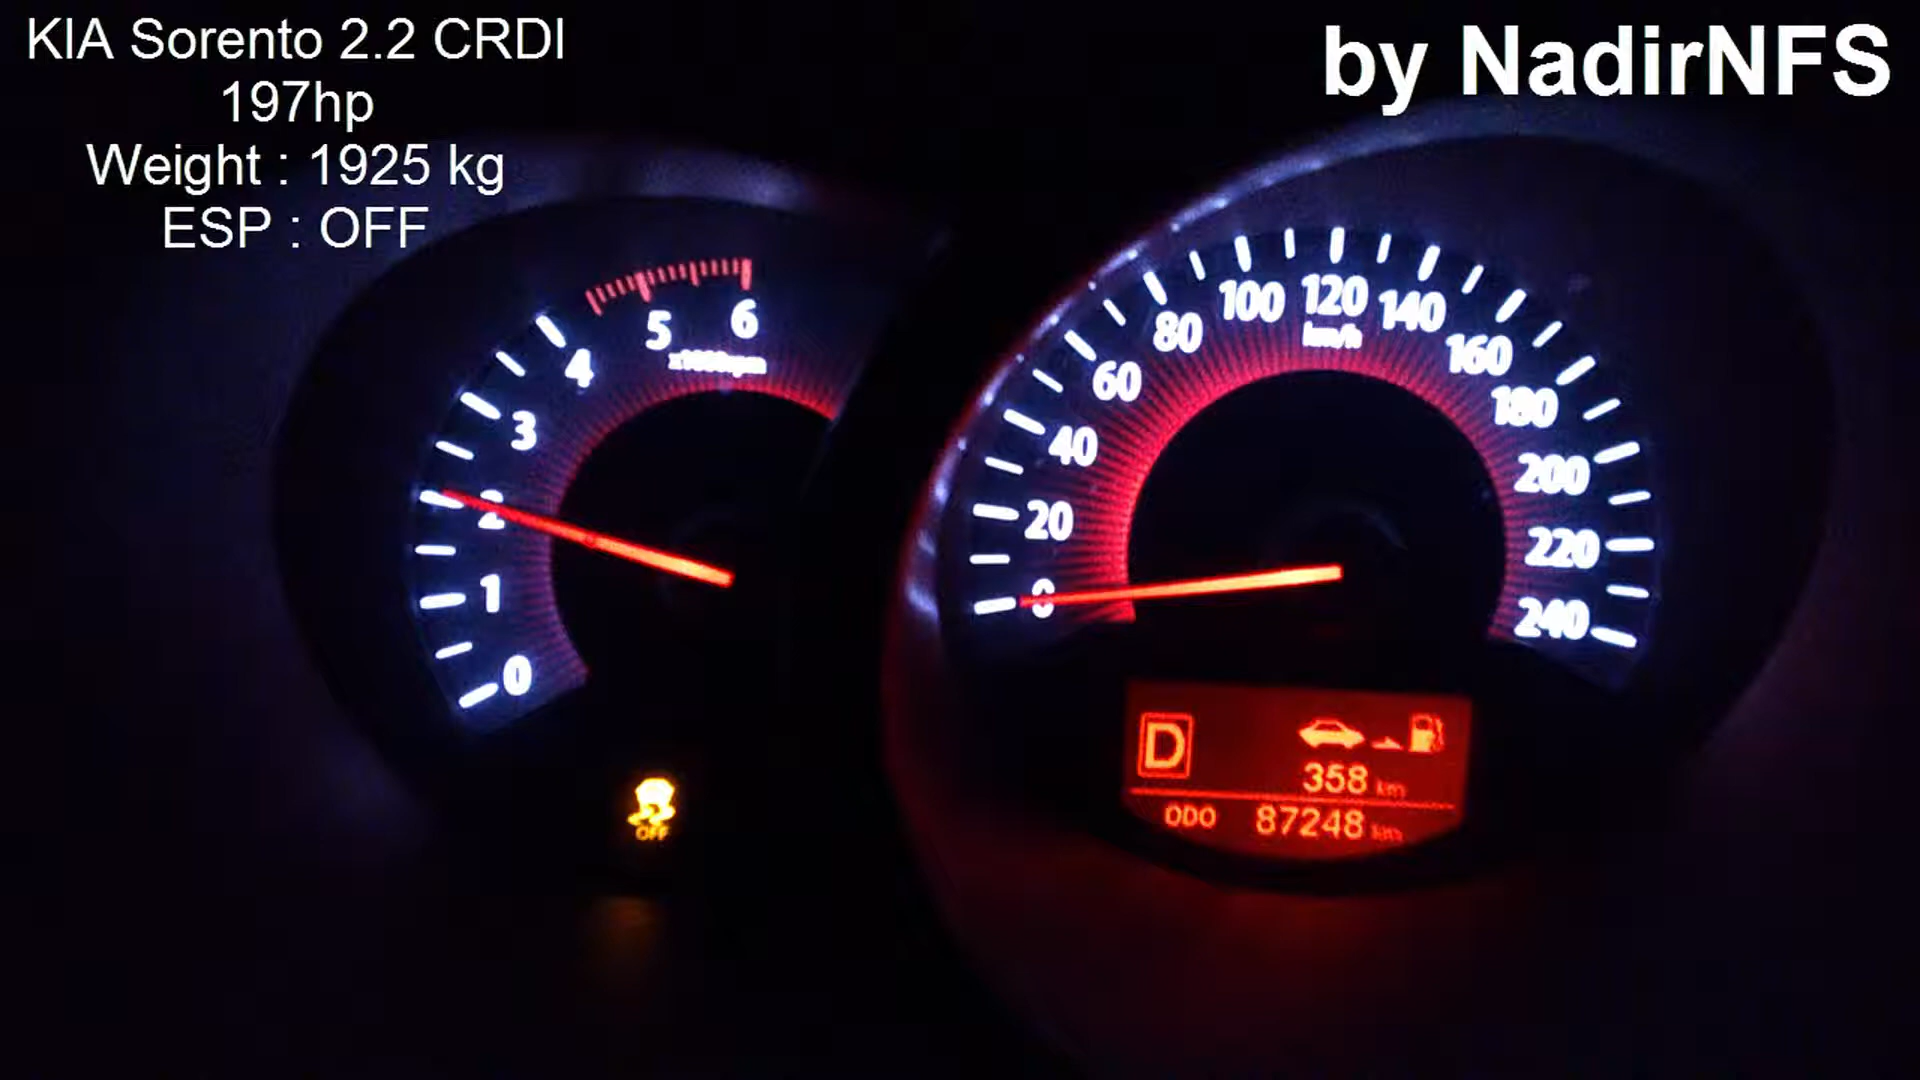 KIA Sorento 2.2 CRDI
197hp
Weight : 1925 kg
ESP : OFF
by NadirNFS
0
1
2
3
4
5
6
x1000rpm
0
20
40
60
80
100
120
140
160
180
200
220
240
km/h
D
358 km
ODO 87248 km
OFF